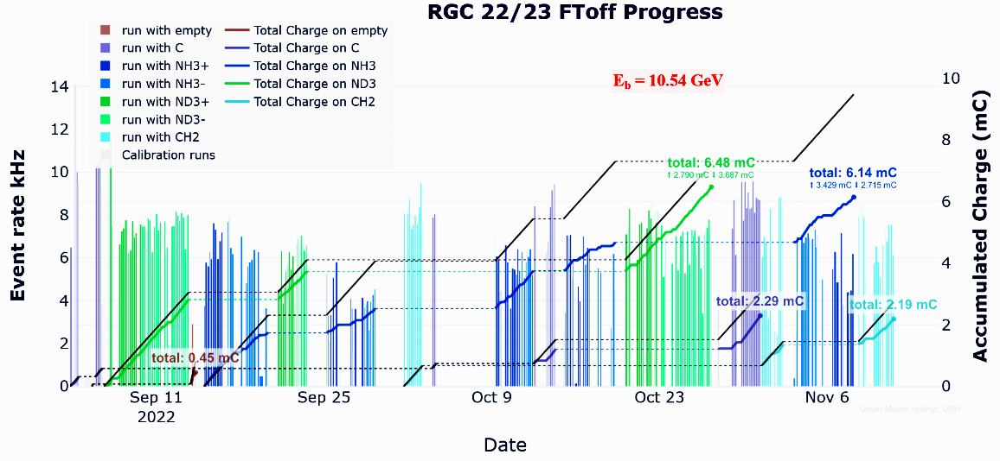 RGC 22/23 FToff Progress
run with empty
run with C
run with NH3+
run with NH3-
run with ND3+
run with ND3-
run with CH2
Calibration runs
Total Charge on empty
Total Charge on C
Total Charge on NH3
Total Charge on ND3
Total Charge on CH2
E_b = 10.54 GeV
Event rate kHz
14
12
10
8
6
4
2
0
10
8
6
4
2
0
Accumulated Charge (mC)
total: 6.48 mC
⬆ 2.790 mC ⬇ 3.687 mC
total: 6.14 mC
⬆ 3.429 mC ⬇ 2.715 mC
total: 2.29 mC
total: 2.19 mC
total: 0.45 mC
Sep 11
2022
Sep 25
Oct 9
Oct 23
Nov 6
Graph:Maurik Holtrop, UNH
Date